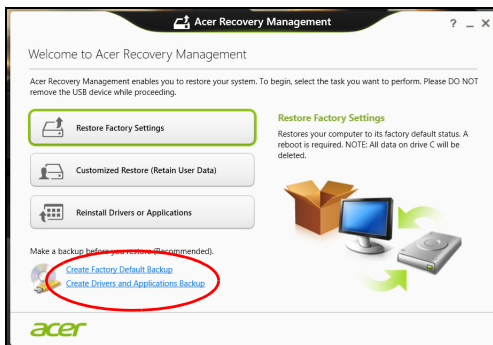 Acer Recovery Management
? _ X
Welcome to Acer Recovery Management
Acer Recovery Management enables you to restore your system. To begin, select the task you want to perform. Please DO NOT
remove the USB device while proceeding.
Restore Factory Settings
Customized Restore (Retain User Data)
Reinstall Drivers or Applications
Restore Factory Settings
Restores your computer to its factory default status. A
reboot is required. NOTE: All data on drive C will be
deleted.
Make a backup before you restore (Recommended).
Create Factory Default Backup
Create Drivers and Applications Backup
acer